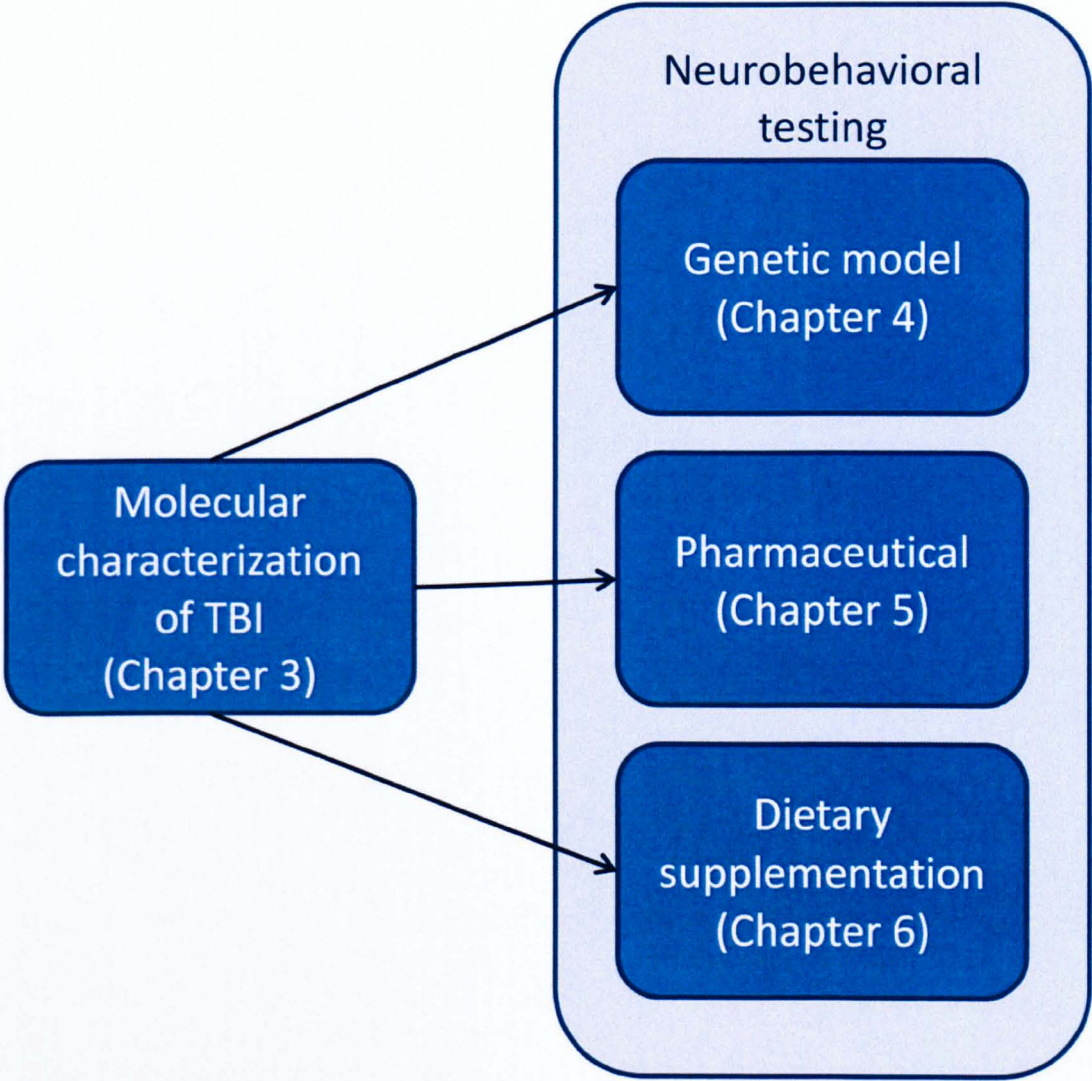 Neurobehavioral
testing
Genetic model
(Chapter 4)
Molecular
characterization
of TBI
(Chapter 3)
Pharmaceutical
(Chapter 5)
Dietary
supplementation
(Chapter 6)